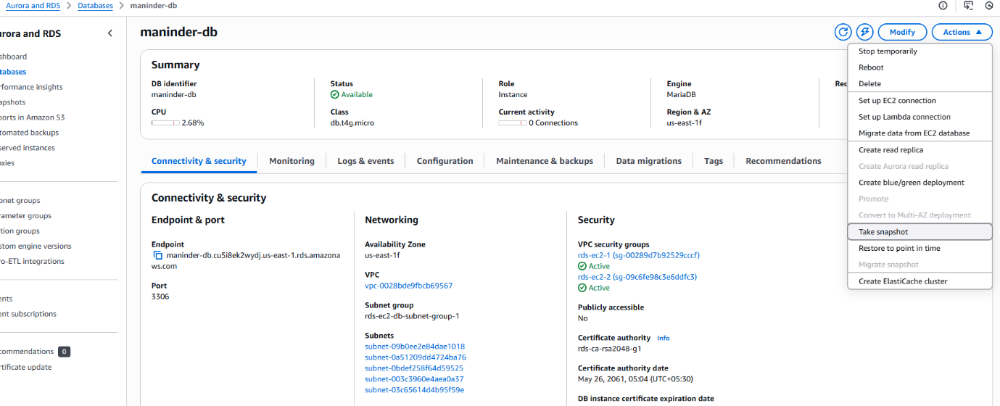 Aurora and RDS > Databases > maninder-db
urora and RDS
shboard
tabases
rformance insights
apshots
ports in Amazon S3
tomated backups
served instances
oxies
bnet groups
rameter groups
tion groups
stom engine versions
ro-ETL integrations
ents
ent subscriptions
commendations 0
rtificate update
maninder-db
Modify
Actions
Summary
DB identifier
maninder-db
Status
Available
Role
Instance
Engine
MariaDB
Rec
CPU
2.68%
Class
db.t4g.micro
Current activity
0 Connections
Region & AZ
us-east-1f
Stop temporarily
Reboot
Delete
Set up EC2 connection
Set up Lambda connection
Migrate data from EC2 database
Create read replica
Create Aurora read replica
Create blue/green deployment
Promote
Convert to Multi-AZ deployment
Take snapshot
Restore to point in time
Migrate snapshot
Create ElastiCache cluster
Connectivity & security
Monitoring
Logs & events
Configuration
Maintenance & backups
Data migrations
Tags
Recommendations
Connectivity & security
Endpoint & port
Endpoint
maninder-db.cu5i8ek2wydj.us-east-1.rds.amazona
ws.com
Port
3306
Networking
Availability Zone
us-east-1f
VPC
vpc-0028bde9fbcb69567
Subnet group
rds-ec2-db-subnet-group-1
Subnets
subnet-09b0ee2e84dae1018
subnet-0a51209dd4724ba76
subnet-0bdef258f64d59525
subnet-003c3960e4aea0a37
subnet-03c65614d4b95f59e
Security
VPC security groups
rds-ec2-1 (sg-00289d7b92529cccf)
Active
rds-ec2-2 (sg-09c6fe98c3e6ddfc3)
Active
Publicly accessible
No
Certificate authority Info
rds-ca-rsa2048-g1
Certificate authority date
May 26, 2061, 05:04 (UTC+05:30)
DB instance certificate expiration date